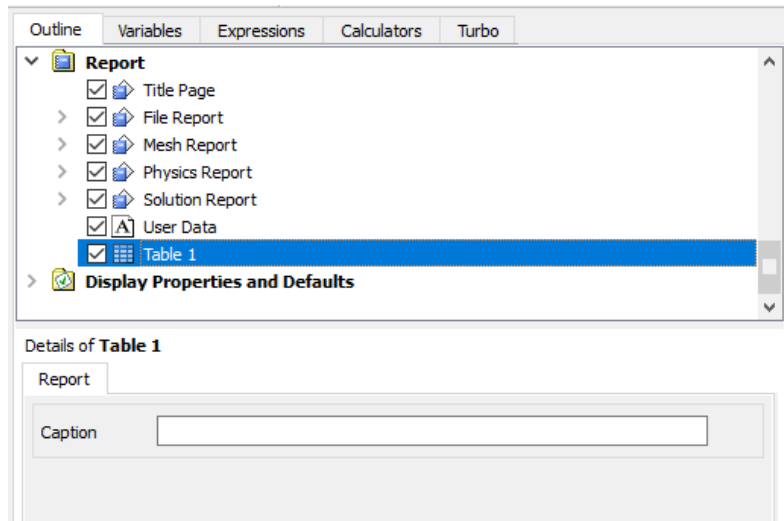 Outline Variables Expressions Calculators Turbo
Report
Title Page
File Report
Mesh Report
Physics Report
Solution Report
A User Data
Table 1
Display Properties and Defaults
Details of Table 1
Report
Caption